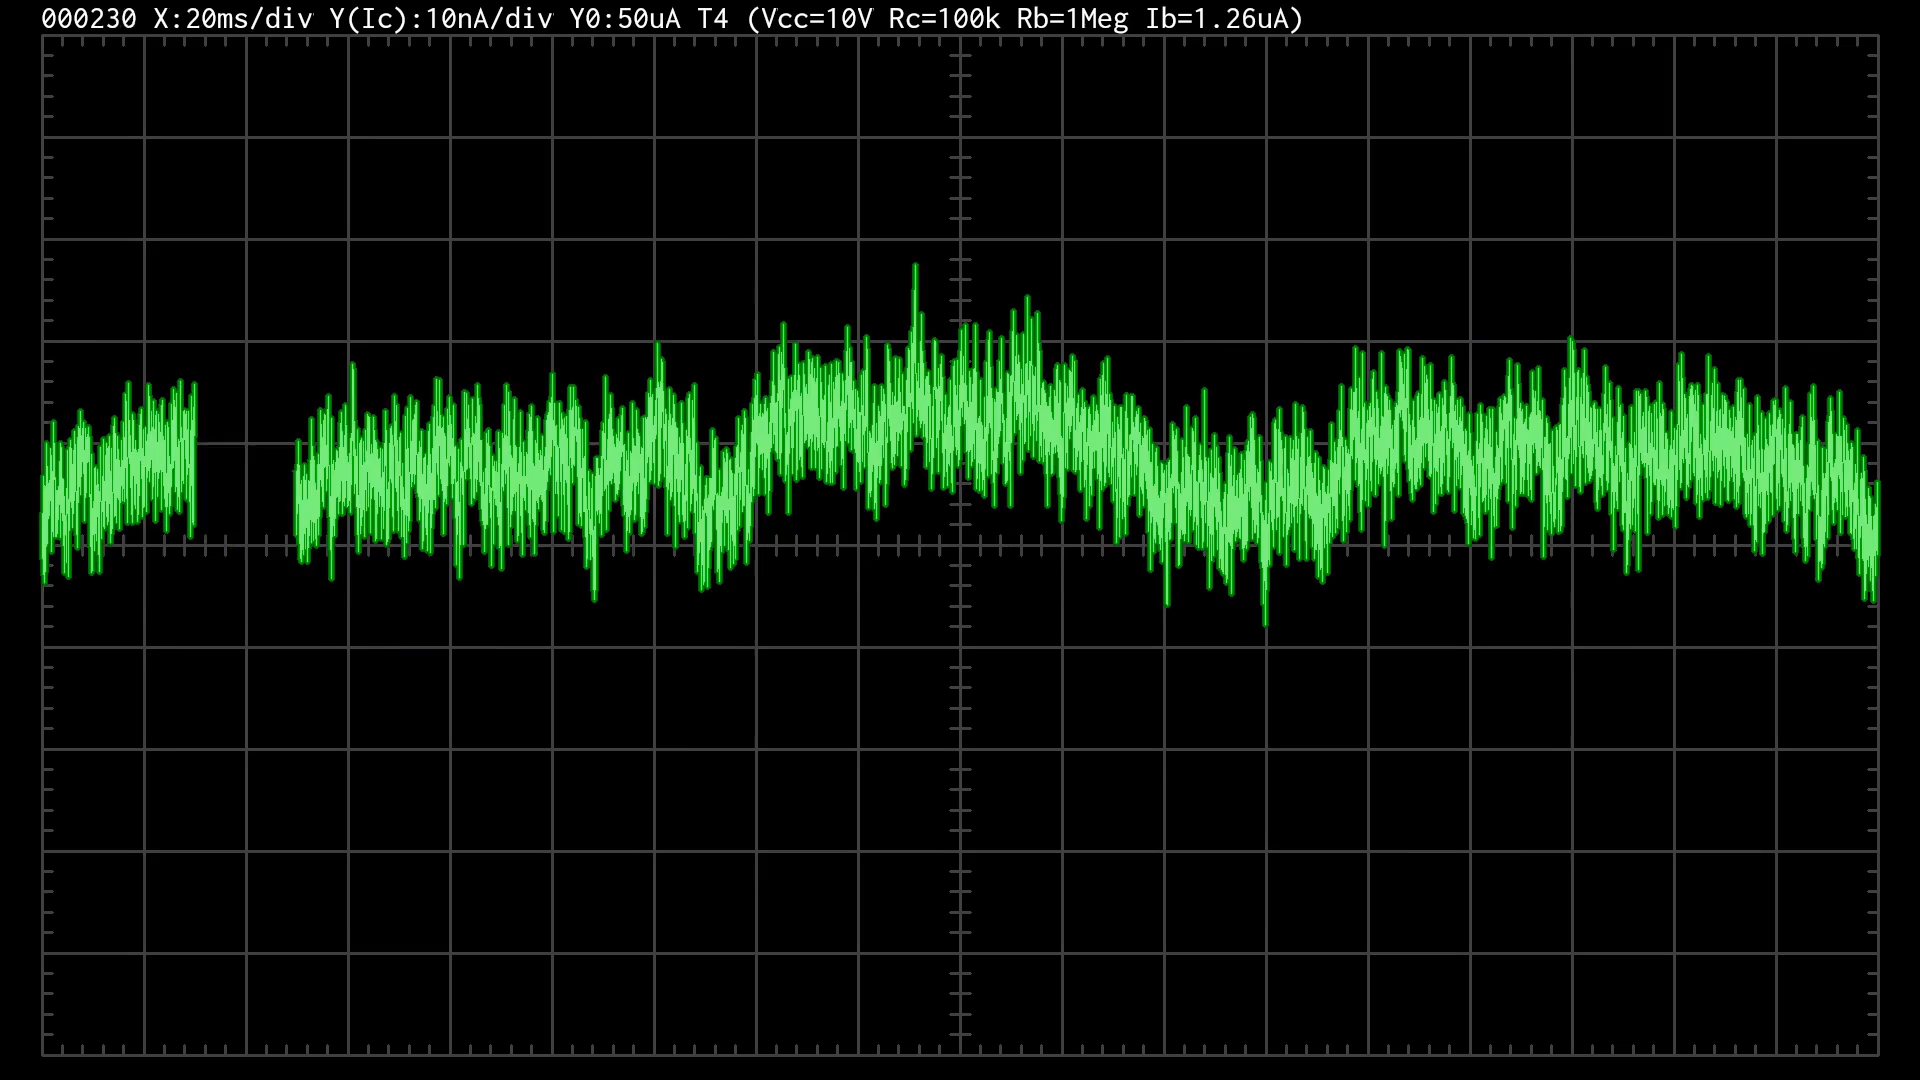 000230 X:20ms/div Y(Ic):10nA/div Y0:50uA T4 (Vcc=10V Rc=100k Rb=1Meg Ib=1.26uA)